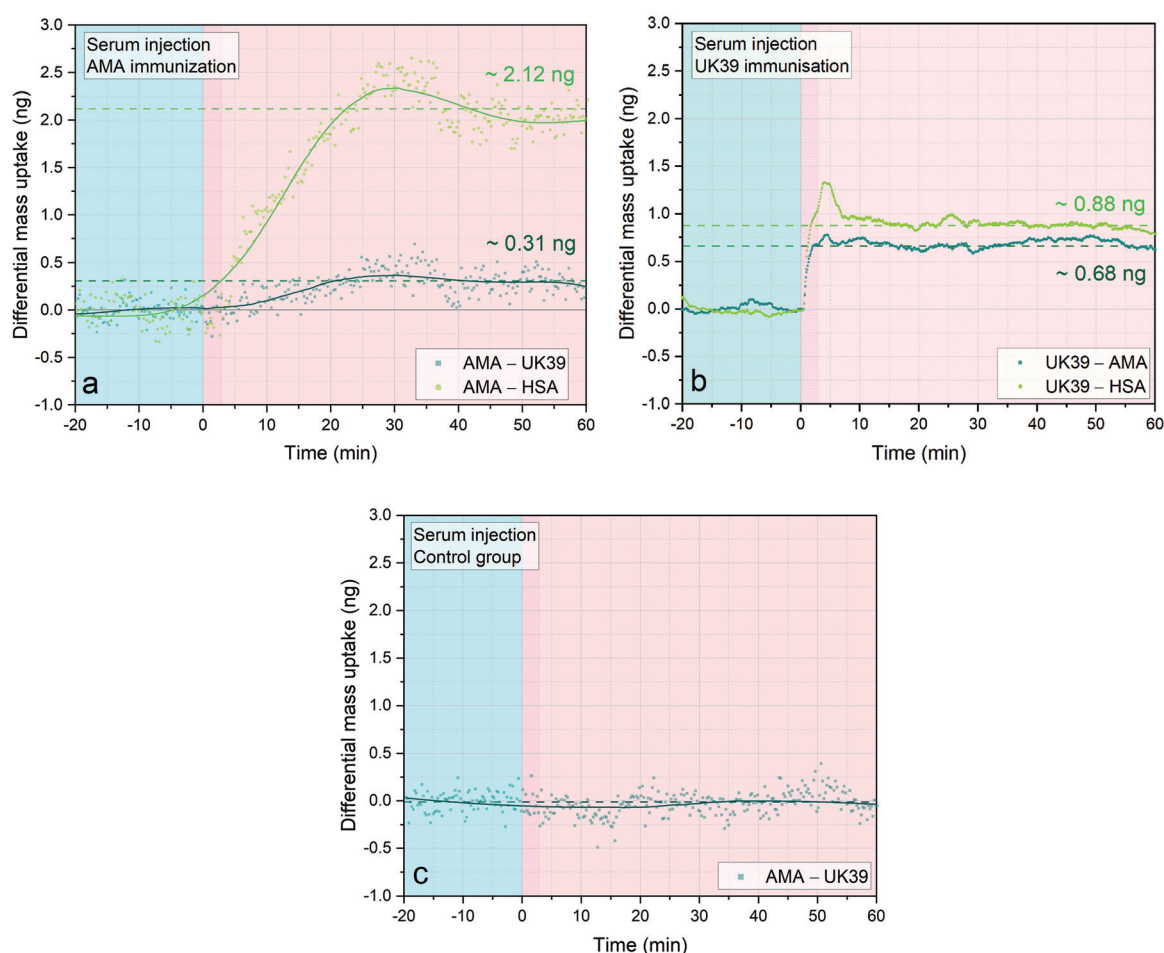 Serum injection
AMA immunization
~ 2.12 ng
~ 0.31 ng
AMA – UK39
AMA – HSA
a
3.0
2.5
2.0
1.5
1.0
0.5
0.0
-0.5
-1.0
Differential mass uptake (ng)
-20 -10 0 10 20 30 40 50 60
Time (min)
Serum injection
UK39 immunisation
~ 0.88 ng
~ 0.68 ng
UK39 – AMA
UK39 – HSA
b
3.0
2.5
2.0
1.5
1.0
0.5
0.0
-0.5
-1.0
Differential mass uptake (ng)
-20 -10 0 10 20 30 40 50 60
Time (min)
Serum injection
Control group
AMA – UK39
c
3.0
2.5
2.0
1.5
1.0
0.5
0.0
-0.5
-1.0
Differential mass uptake (ng)
-20 -10 0 10 20 30 40 50 60
Time (min)